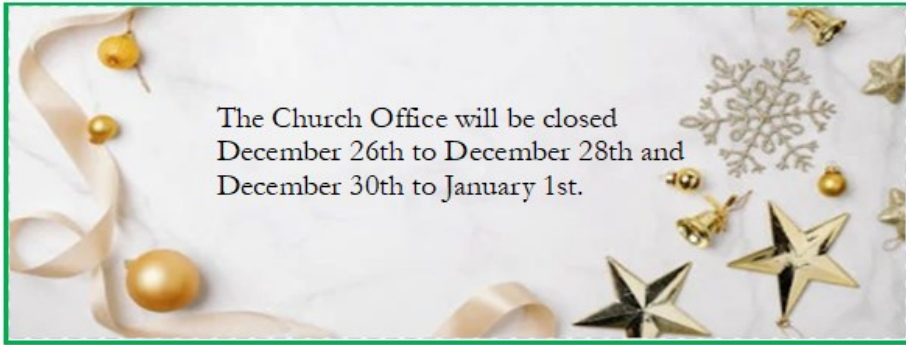 The Church Office will be closed
December 26th to December 28th and
December 30th to January 1st.